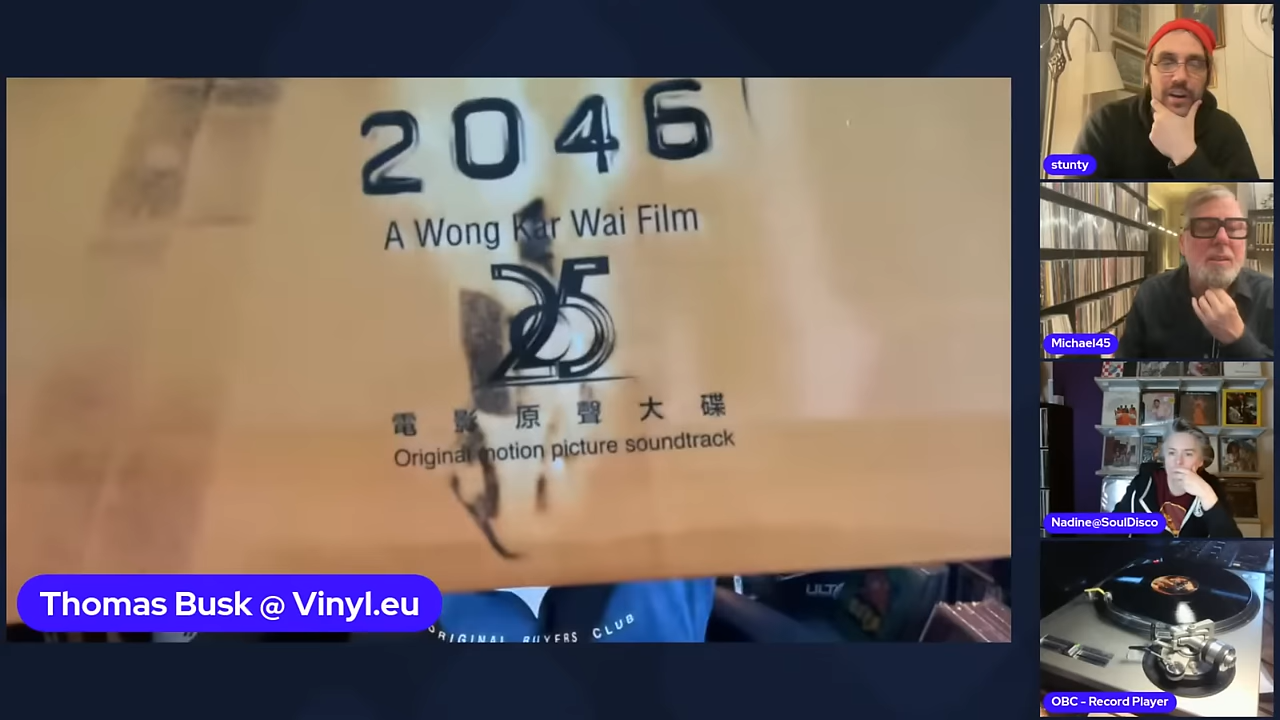 2046
A Wong Kar Wai Film
25
電影原聲大碟
Original motion picture soundtrack
ORIGINAL BUYERS CLUB
Thomas Busk @ Vinyl.eu
stunty
Michael45
Nadine@SoulDisco
OBC - Record Player